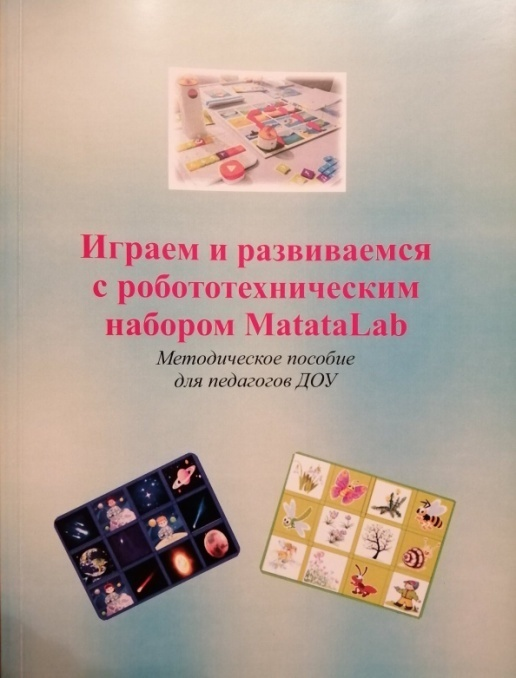 Играем и развиваемся
с робототехническим
набором MatataLab
Методическое пособие
для педагогов ДОУ